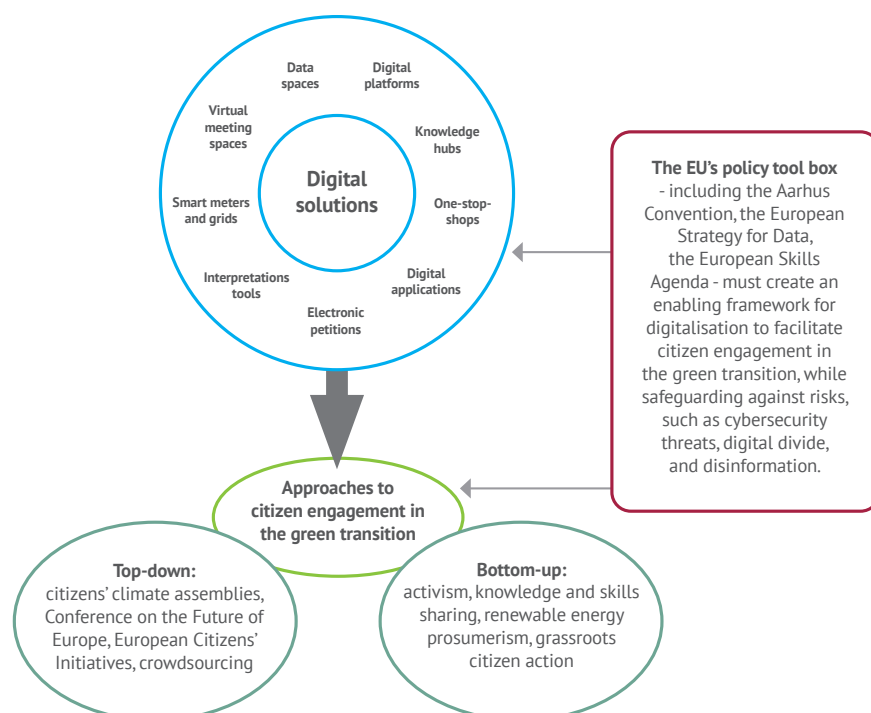 Data
spaces
Digital
platforms
Virtual
meeting
spaces
Knowledge
hubs
Digital
solutions
Smart meters
and grids
One-stop-
shops
Interpretations
tools
Digital
applications
Electronic
petitions
The EU's policy tool box
- including the Aarhus
Convention, the European
Strategy for Data,
the European Skills
Agenda - must create an
enabling framework for
digitalisation to facilitate
citizen engagement in
the green transition, while
safeguarding against risks,
such as cybersecurity
threats, digital divide,
and disinformation.
Approaches to
citizen engagement in
the green transition
Top-down:
citizens' climate assemblies,
Conference on the Future of
Europe, European Citizens'
Initiatives, crowdsourcing
Bottom-up:
activism, knowledge and skills
sharing, renewable energy
prosumerism, grassroots
citizen action